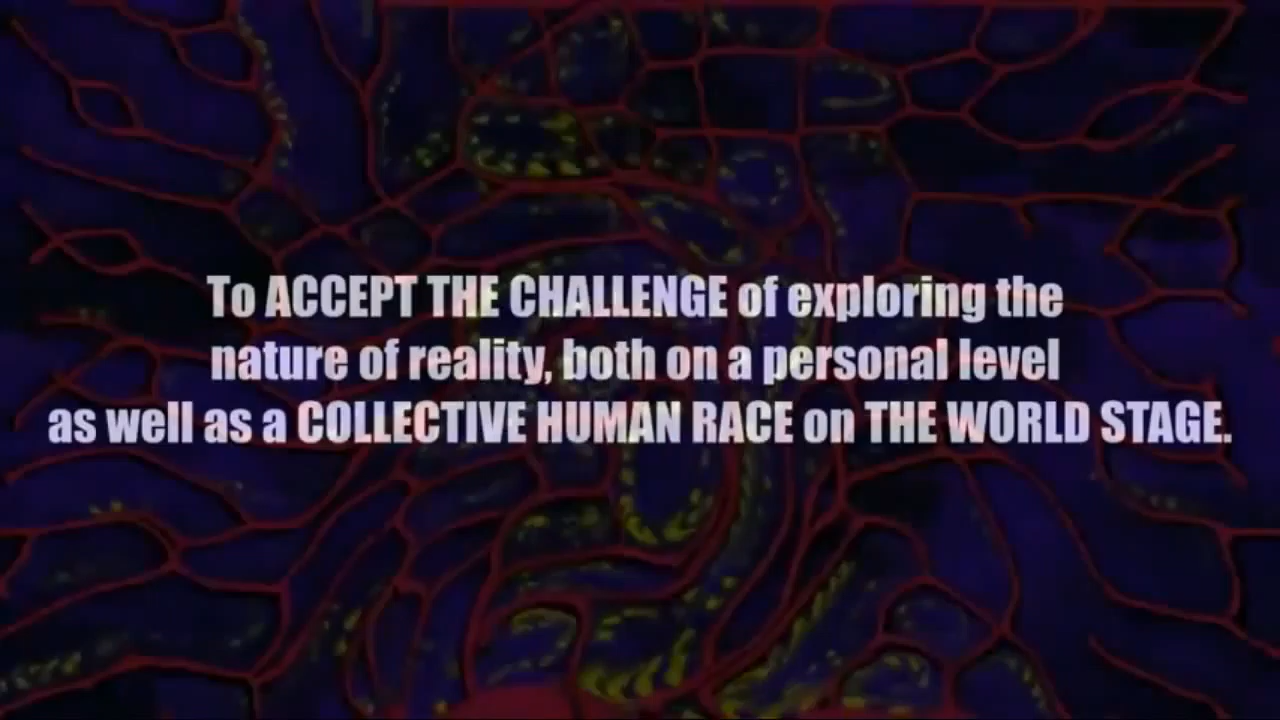 To ACCEPT THE CHALLENGE of exploring the
nature of reality, both on a personal level
as well as a COLLECTIVE HUMAN RACE on THE WORLD STAGE.